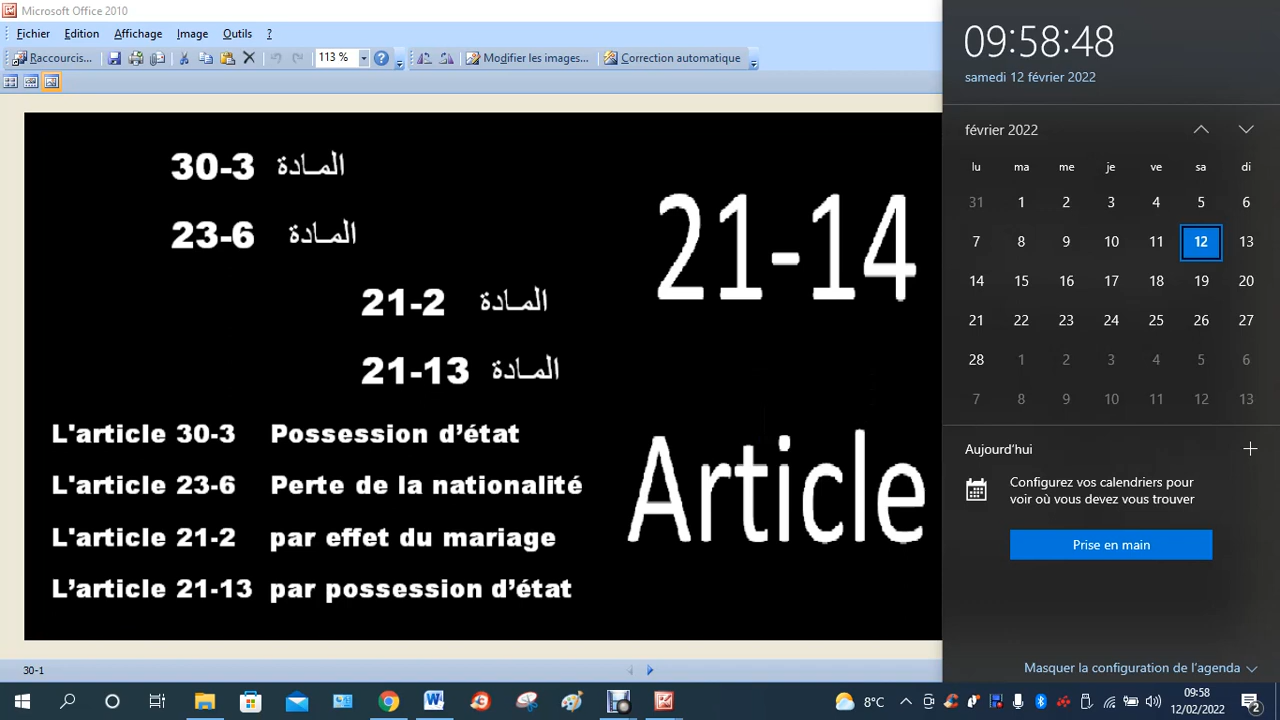 Microsoft Office 2010
Fichier Edition Affichage Image Outils ?
Raccourcis... 113 % Modifier les images... Correction automatique
المـادة 30-3
المـادة 23-6
المـادة 21-2
المـادة 21-13
21-14
Article
L'article 30-3 Possession d’état
L'article 23-6 Perte de la nationalité
L'article 21-2 par effet du mariage
L’article 21-13 par possession d’état
30-1
09:58:48
samedi 12 février 2022
février 2022
lu ma me je ve sa di
31 1 2 3 4 5 6
7 8 9 10 11 12 13
14 15 16 17 18 19 20
21 22 23 24 25 26 27
28 1 2 3 4 5 6
7 8 9 10 11 12 13
Aujourd’hui
Configurez vos calendriers pour
voir où vous devez vous trouver
Prise en main
Masquer la configuration de l’agenda
8°C
09:58
12/02/2022
2